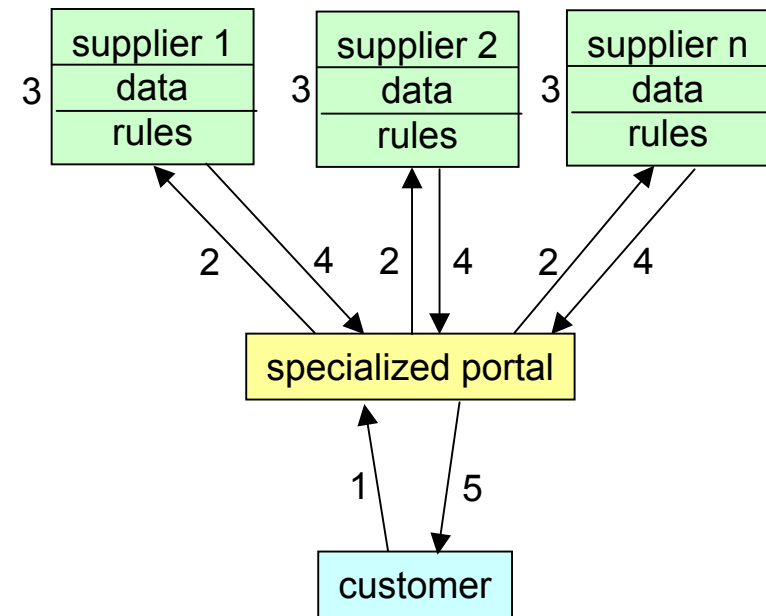 supplier 1
data
rules
3
supplier 2
data
rules
3
supplier n
data
rules
3
2
4
2
4
2
4
specialized portal
1
5
customer